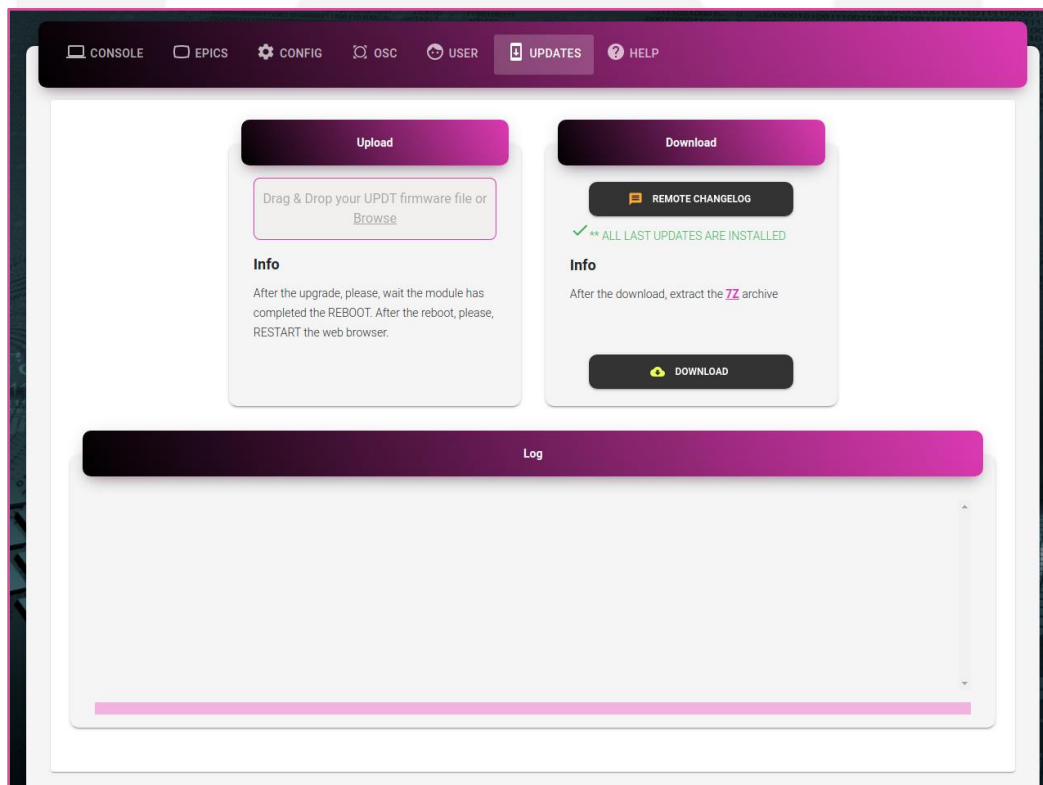 CONSOLE EPICS CONFIG OSC USER UPDATES HELP
Upload
Drag & Drop your UPDT firmware file or
Browse
Info
After the upgrade, please, wait the module has
completed the REBOOT. After the reboot, please,
RESTART the web browser.
Download
REMOTE CHANGELOG
** ALL LAST UPDATES ARE INSTALLED
Info
After the download, extract the 7Z archive
DOWNLOAD
Log